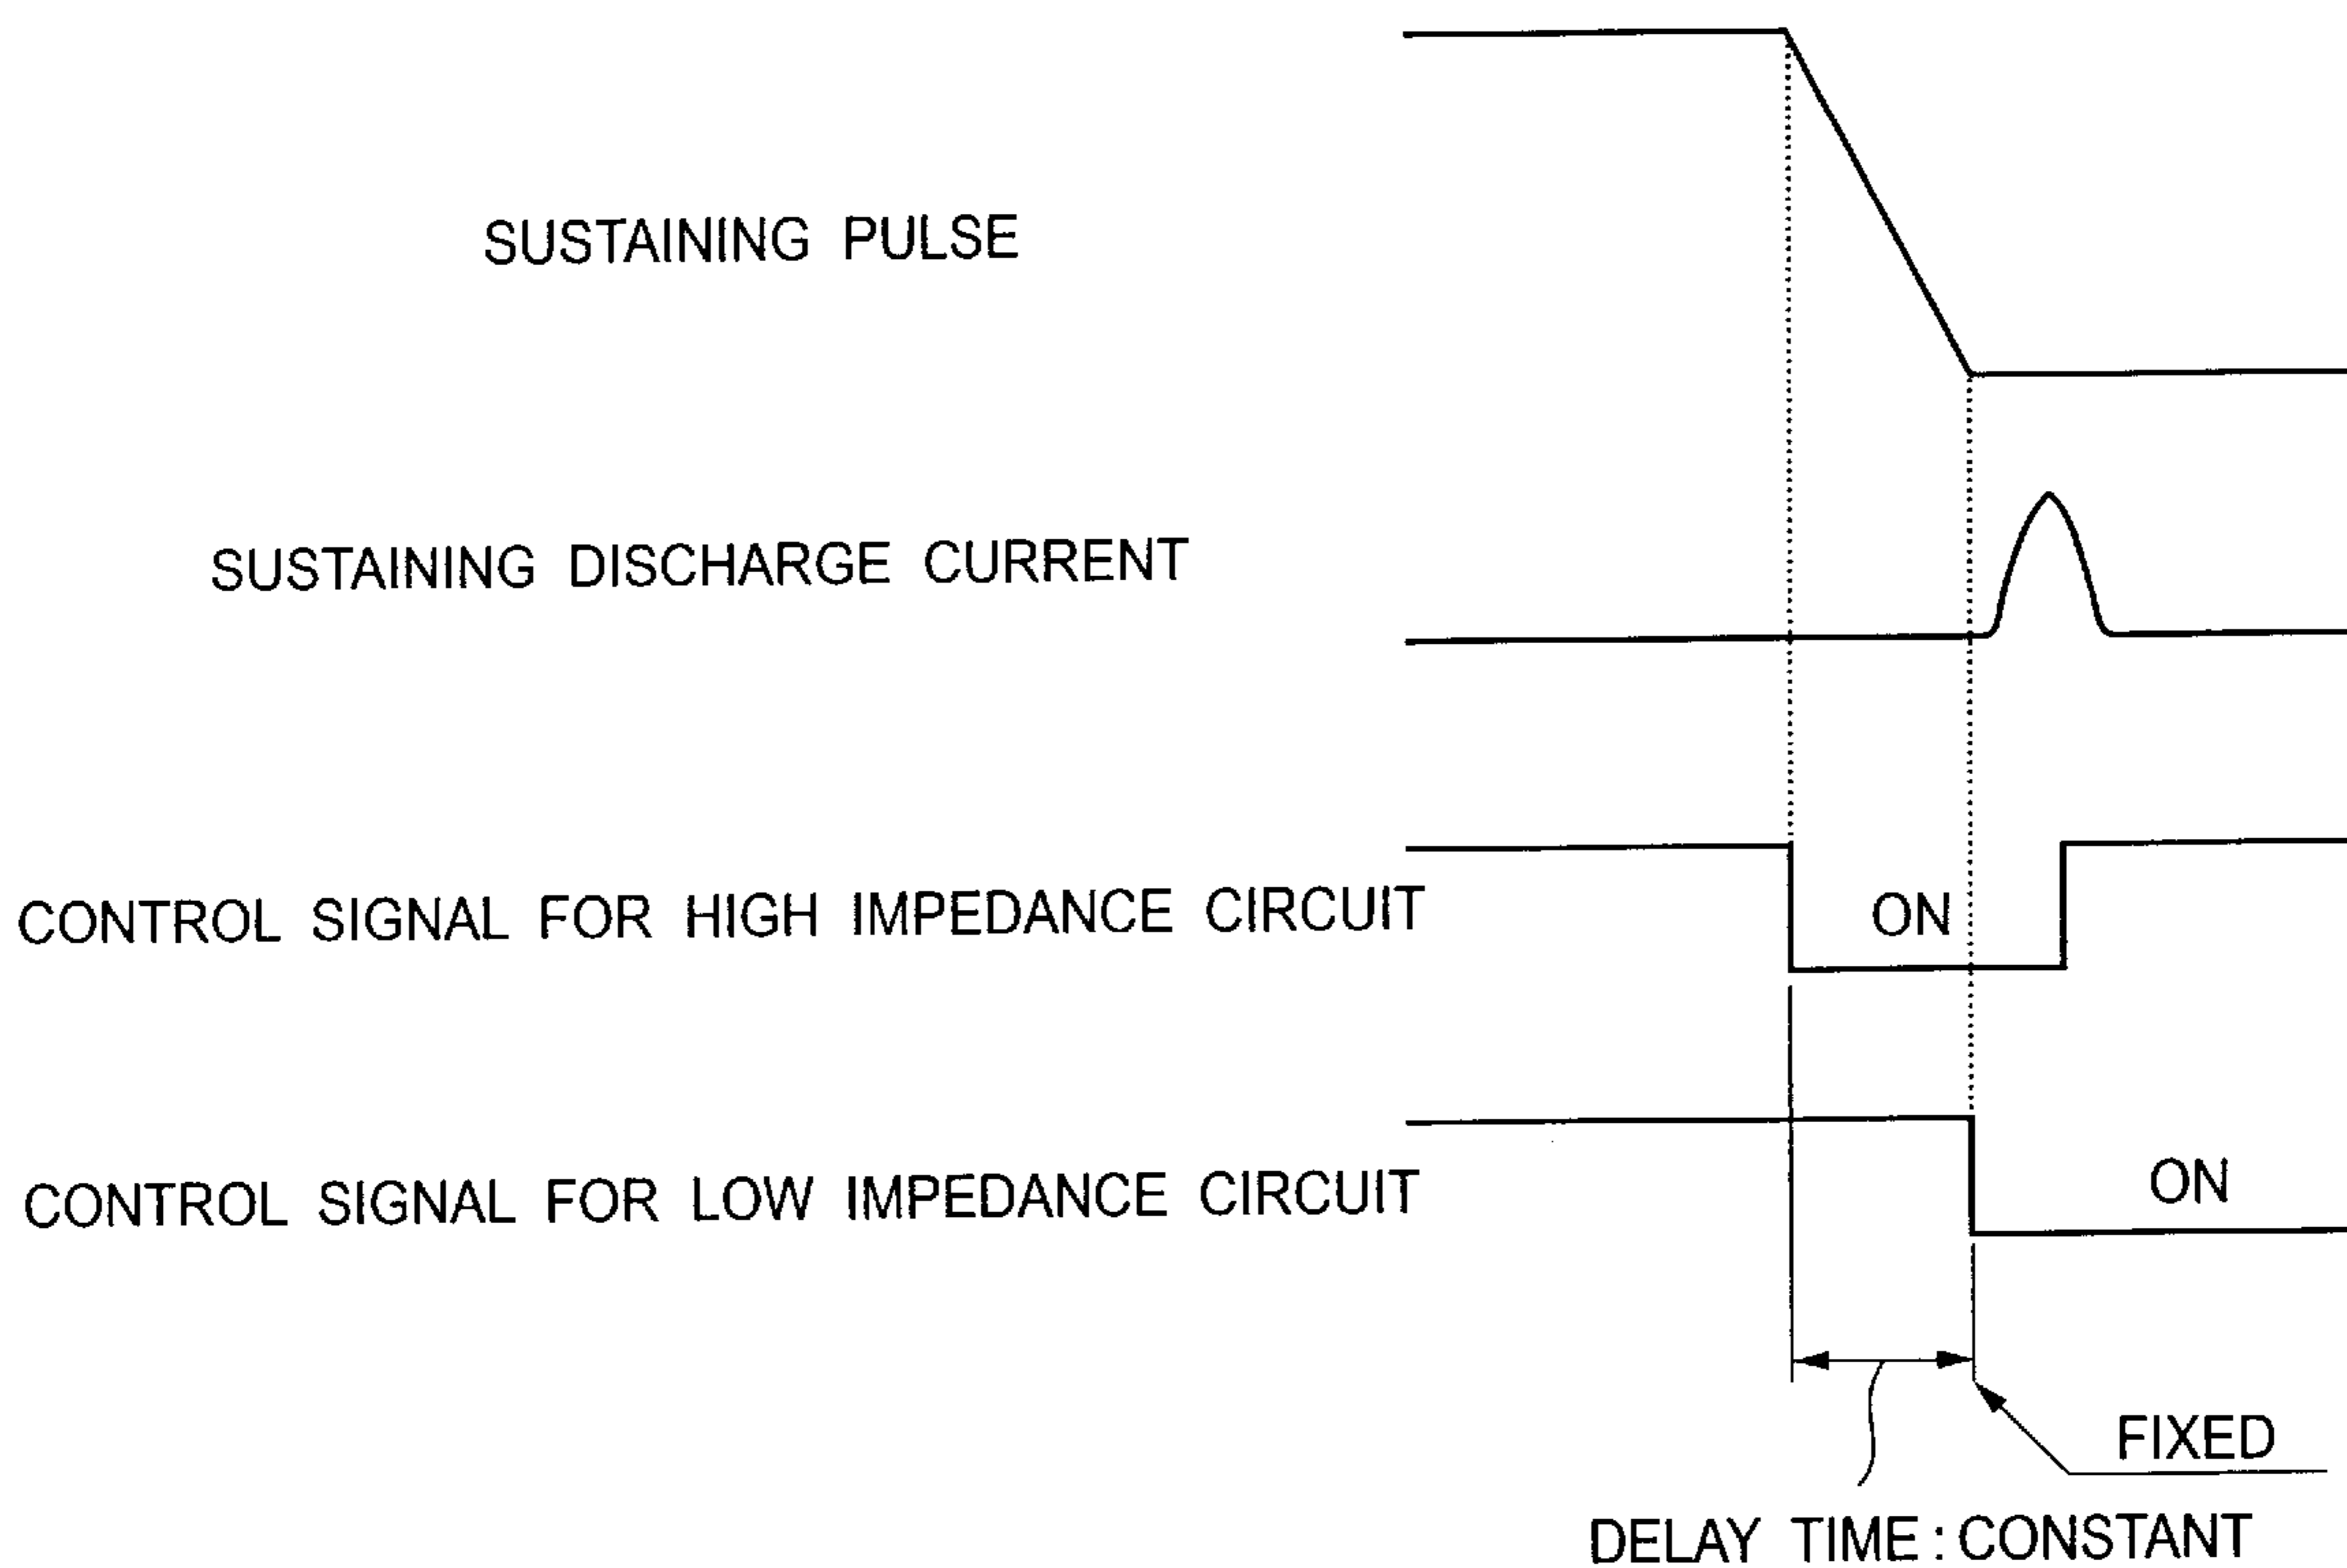 SUSTAINING PULSE
SUSTAINING DISCHARGE CURRENT
CONTROL SIGNAL FOR HIGH IMPEDANCE CIRCUIT
ON
CONTROL SIGNAL FOR LOW IMPEDANCE CIRCUIT
ON
FIXED
DELAY TIME : CONSTANT